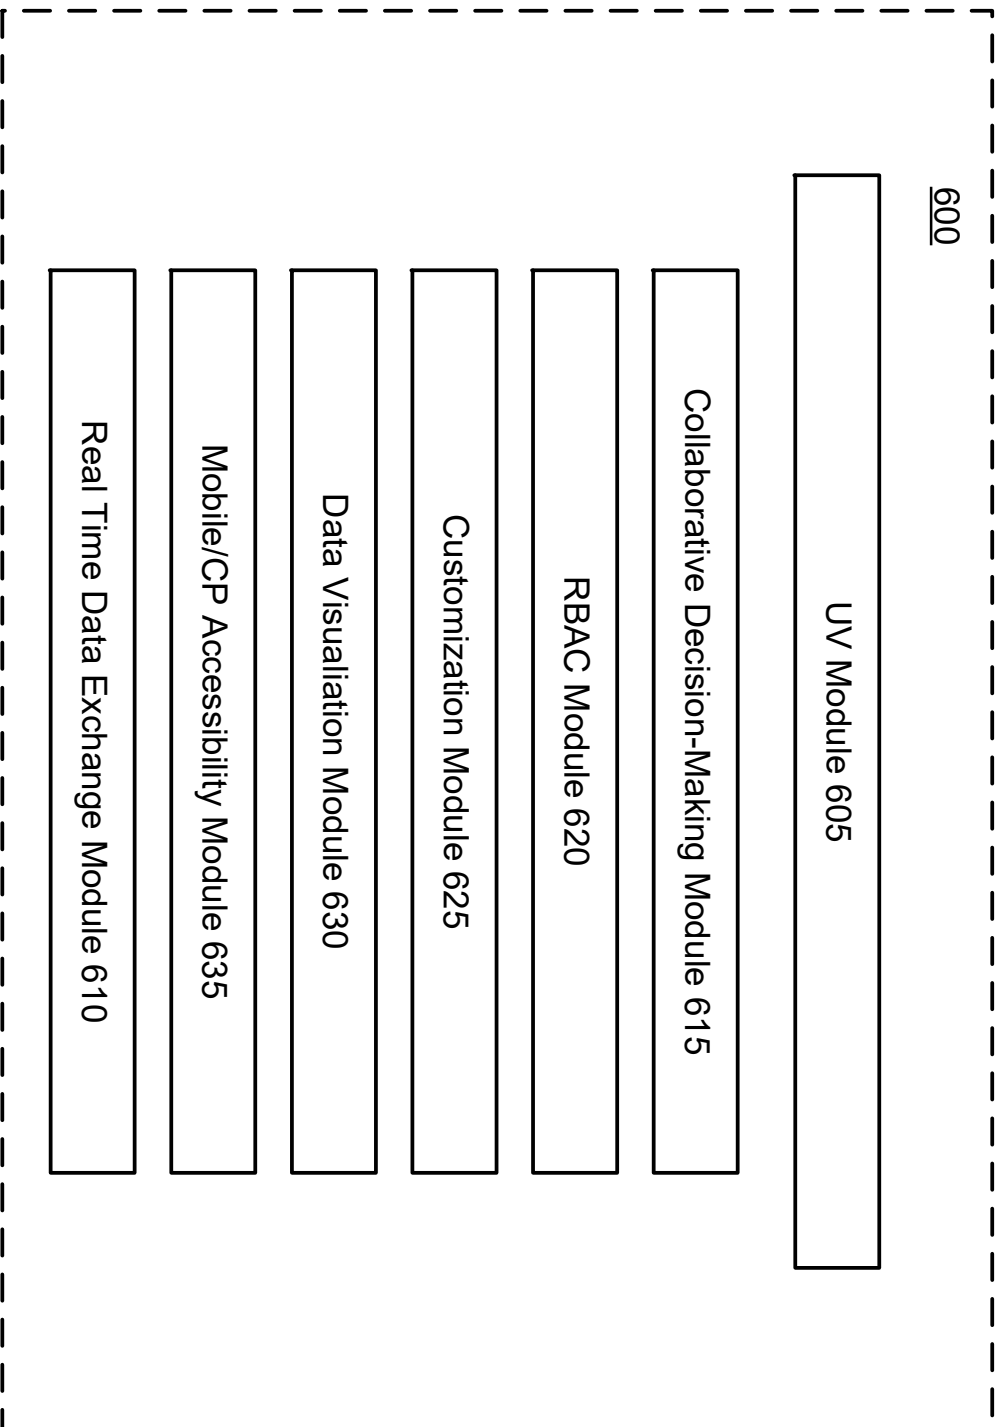 600
UV Module 605
Collaborative Decision-Making Module 615
RBAC Module 620
Customization Module 625
Data Visualiation Module 630
Mobile/CP Accessibility Module 635
Real Time Data Exchange Module 610